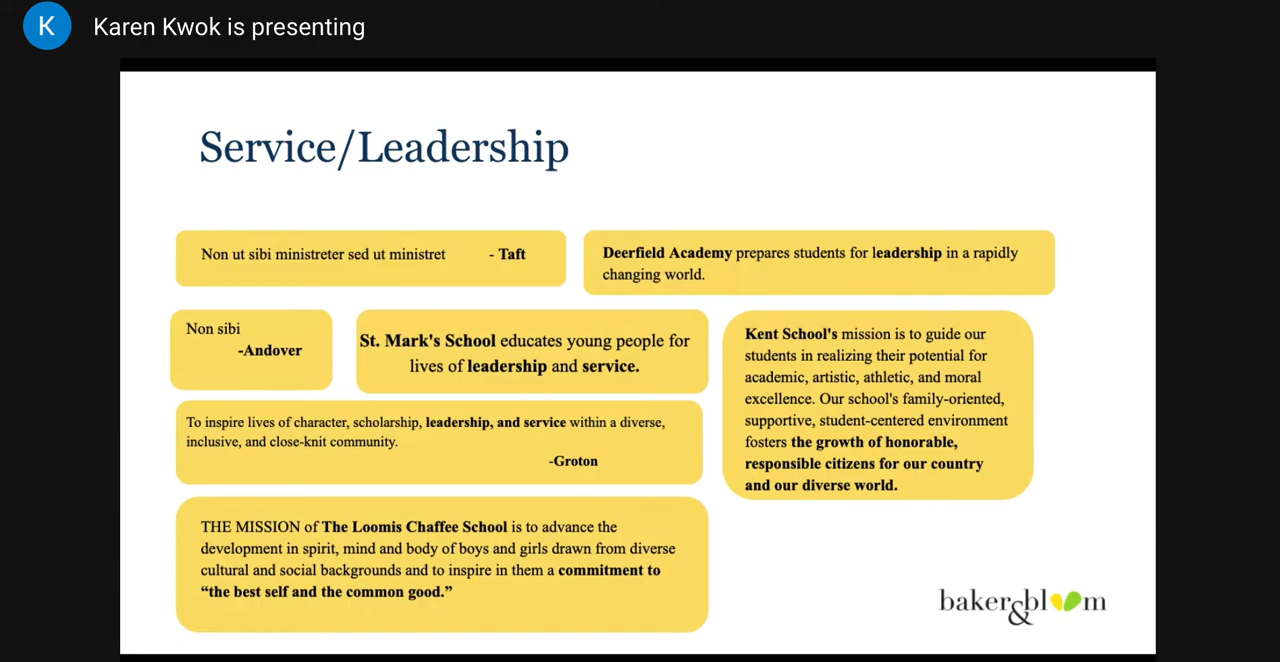 K Karen Kwok is presenting
Service/Leadership
Non ut sibi ministreter sed ut ministret - Taft
Deerfield Academy prepares students for leadership in a rapidly
changing world.
Non sibi
-Andover
St. Mark's School educates young people for
lives of leadership and service.
Kent School's mission is to guide our
students in realizing their potential for
academic, artistic, athletic, and moral
excellence. Our school's family-oriented,
supportive, student-centered environment
fosters the growth of honorable,
responsible citizens for our country
and our diverse world.
To inspire lives of character, scholarship, leadership, and service within a diverse,
inclusive, and close-knit community.
-Groton
THE MISSION of The Loomis Chaffee School is to advance the
development in spirit, mind and body of boys and girls drawn from diverse
cultural and social backgrounds and to inspire in them a commitment to
“the best self and the common good.”
baker&bloom